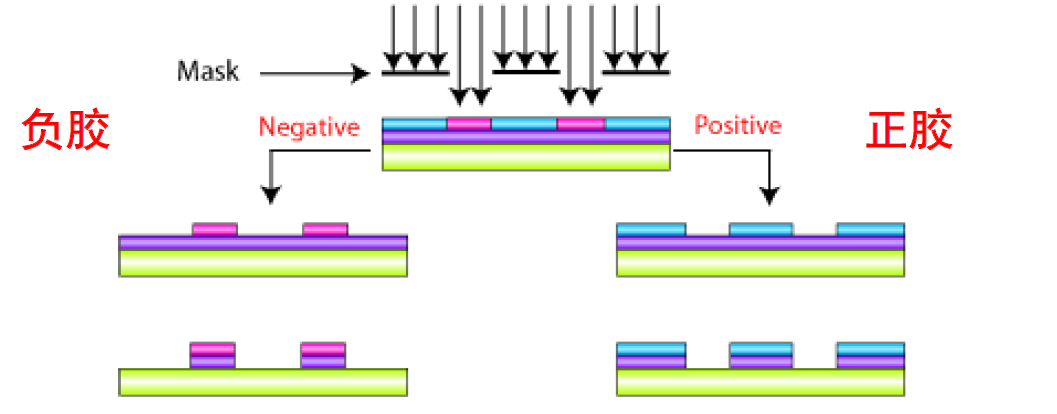 Mask
负胶
Negative
Positive
正胶